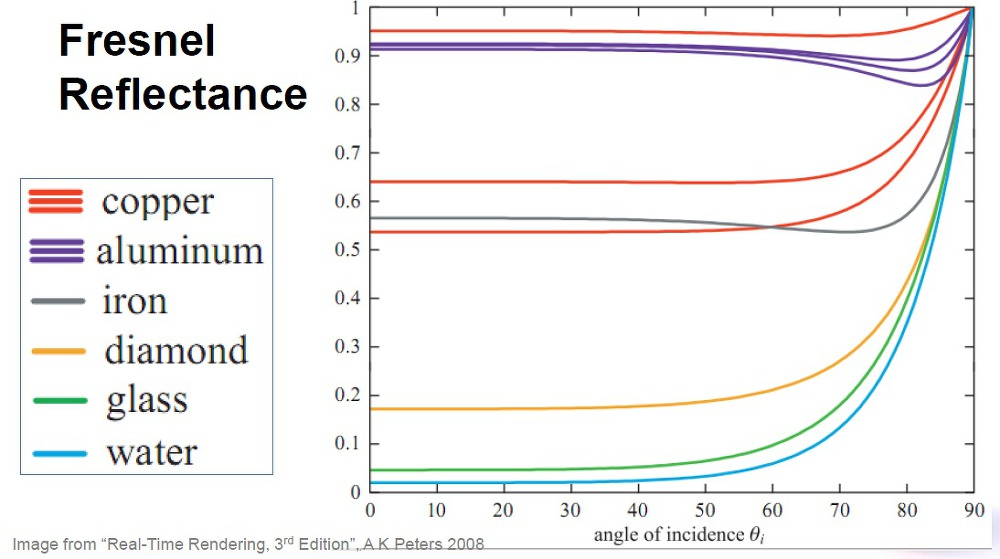 Fresnel
Reflectance
copper
aluminum
iron
diamond
glass
water
1
0.9
0.8
0.7
0.6
0.5
0.4
0.3
0.2
0.1
0
0 10 20 30 40 50 60 70 80 90
angle of incidence θi
Image from “Real-Time Rendering, 3rd Edition”, A K Peters 2008